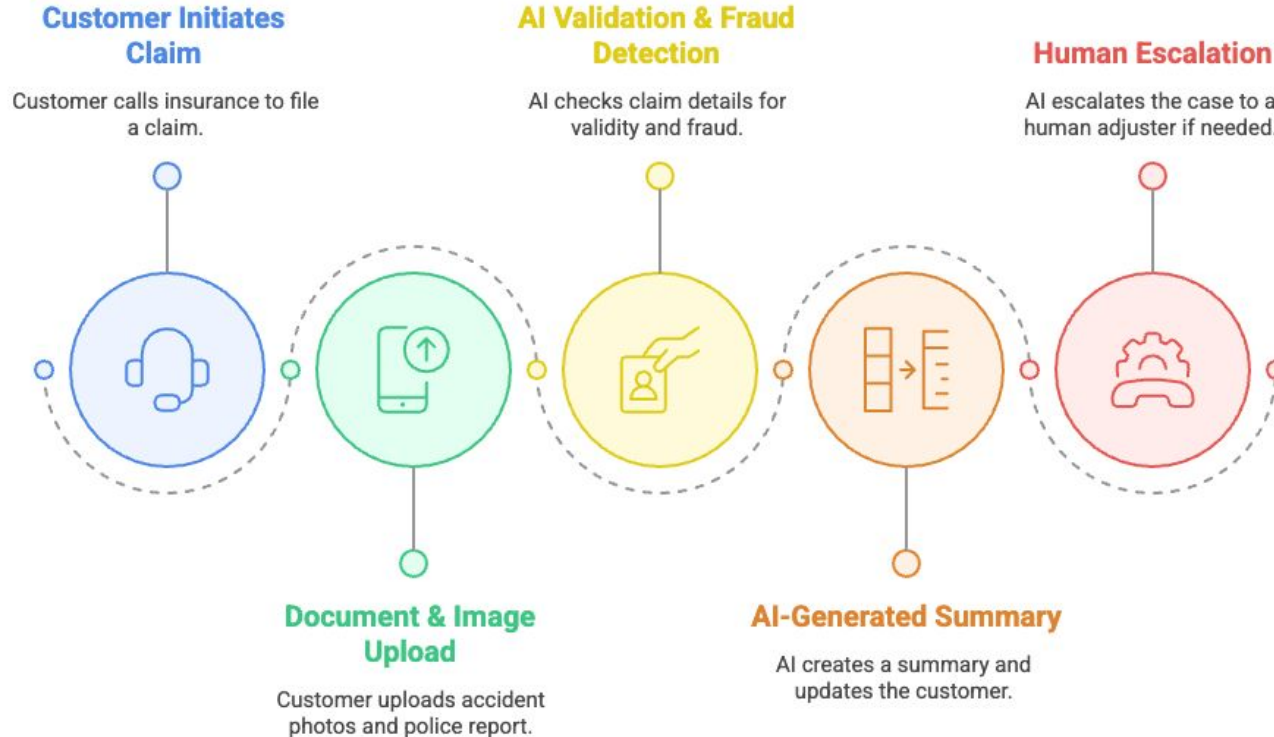 Customer Initiates
Claim
Customer calls insurance to file
a claim.
Document & Image
Upload
Customer uploads accident
photos and police report.
AI Validation & Fraud
Detection
AI checks claim details for
validity and fraud.
AI-Generated Summary
AI creates a summary and
updates the customer.
Human Escalation
AI escalates the case to a
human adjuster if needed.